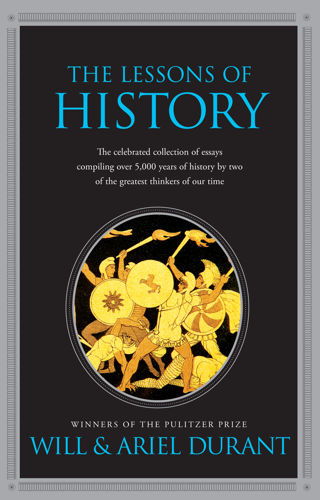 THE LESSONS OF
HISTORY
The celebrated collection of essays
compiling over 5,000 years of history by two
of the greatest thinkers of our time
WINNERS OF THE PULITZER PRIZE
WILL & ARIEL DURANT